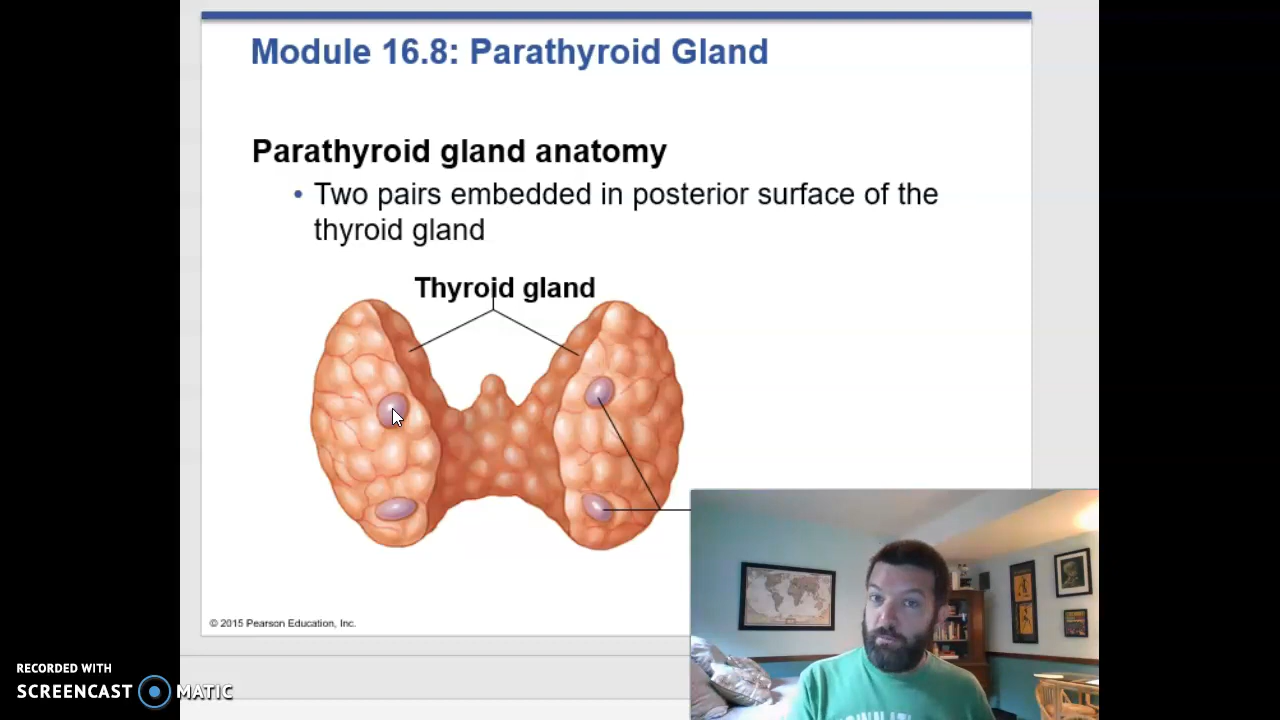 Module 16.8: Parathyroid Gland
Parathyroid gland anatomy
• Two pairs embedded in posterior surface of the
thyroid gland
Thyroid gland
© 2015 Pearson Education, Inc.
RECORDED WITH
SCREENCAST MATIC